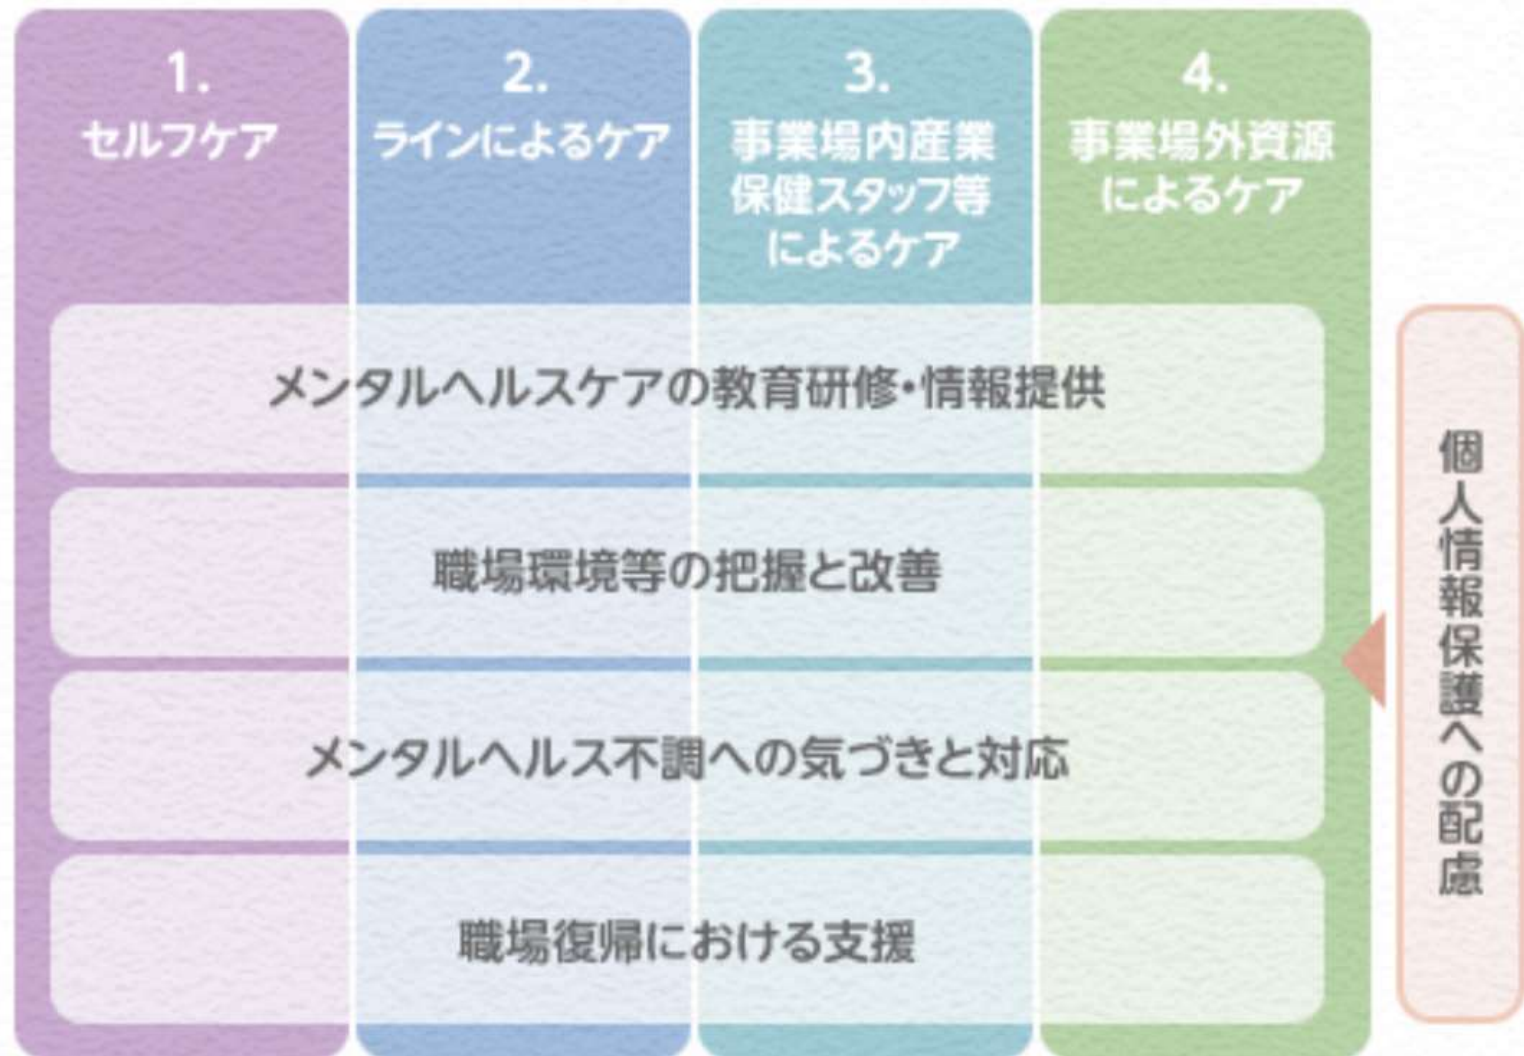 1.
セルフケア
2.
ラインによるケア
3.
事業場内産業
保健スタッフ等
によるケア
4.
事業場外資源
によるケア
メンタルヘルスケアの教育研修・情報提供
職場環境等の把握と改善
メンタルヘルス不調への気づきと対応
職場復帰における支援
個人情報保護への配慮